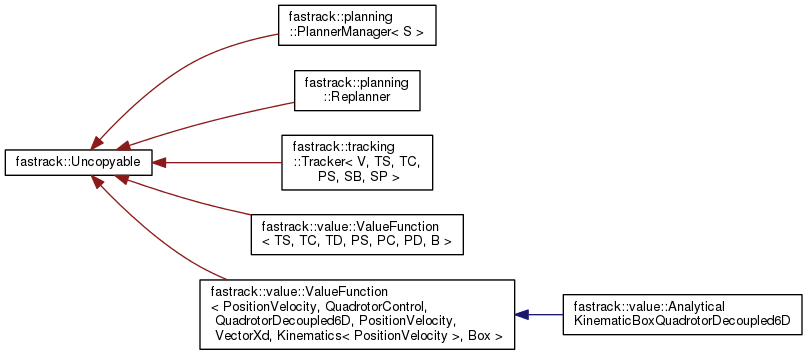 fastrack::planning
::PlannerManager< S >
fastrack::planning
::Replanner
fastrack::Uncopyable
fastrack::tracking
::Tracker< V, TS, TC,
PS, SB, SP >
fastrack::value::ValueFunction
< TS, TC, TD, PS, PC, PD, B >
fastrack::value::ValueFunction
< PositionVelocity, QuadrotorControl,
QuadrotorDecoupled6D, PositionVelocity,
VectorXd, Kinematics< PositionVelocity >, Box >
fastrack::value::Analytical
KinematicBoxQuadrotorDecoupled6D